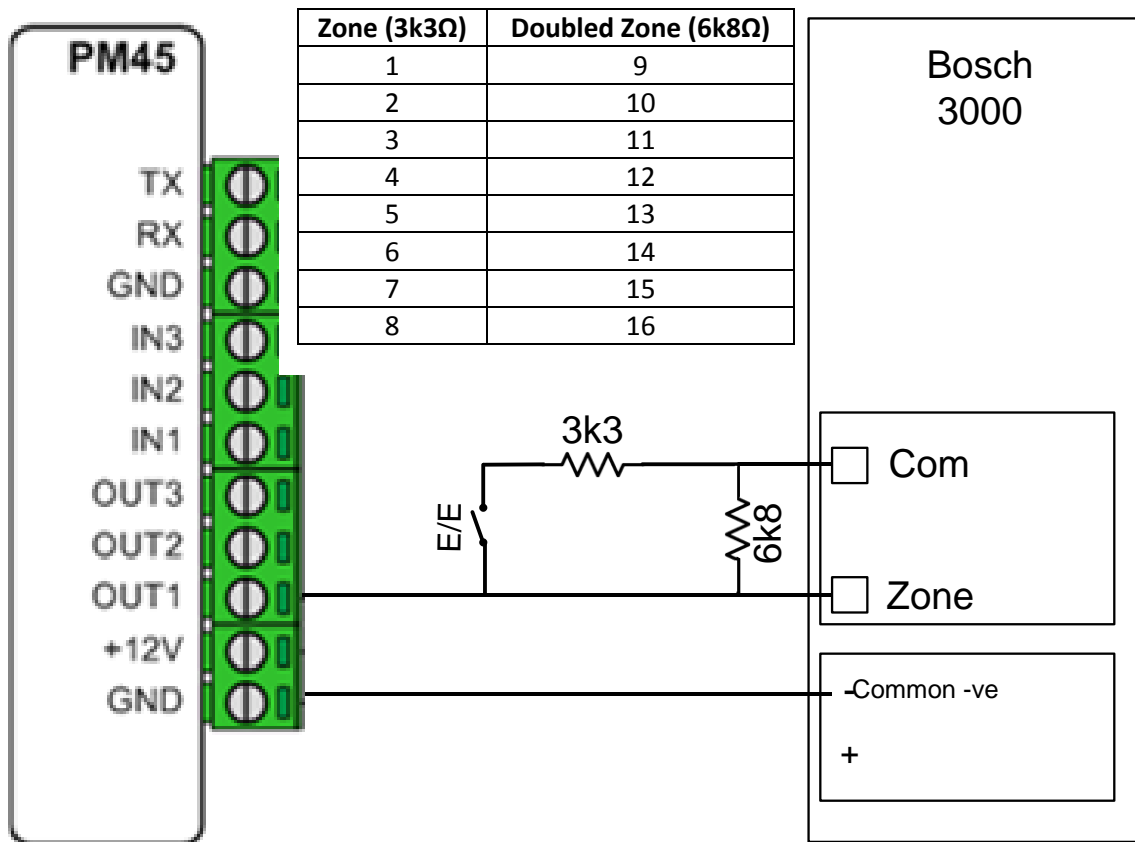 PM45
TX
RX
GND
IN3
IN2
IN1
OUT3
OUT2
OUT1
+12V
GND
Zone (3k3Ω) Doubled Zone (6k8Ω)
1 9
2 10
3 11
4 12
5 13
6 14
7 15
8 16
3k3
E/E
6k8
Bosch
3000
Com
Zone
-Common -ve
+